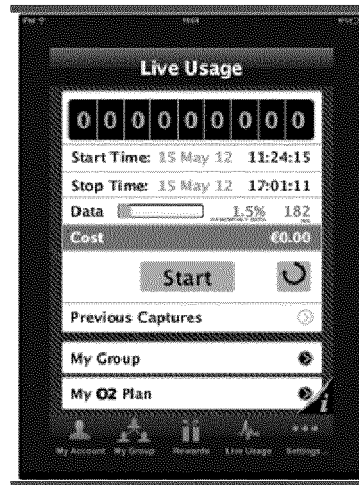 Live Usage
0 0 0 0 0 0 0 0 0
Start Time: 15 May 12 11:24:15
Stop Time: 15 May 12 17:01:11
Data 1.5% 182
Cost €0.00
Start
Previous Captures
My Group
My O2 Plan
My Account My Group Rewards Live Usage Settings